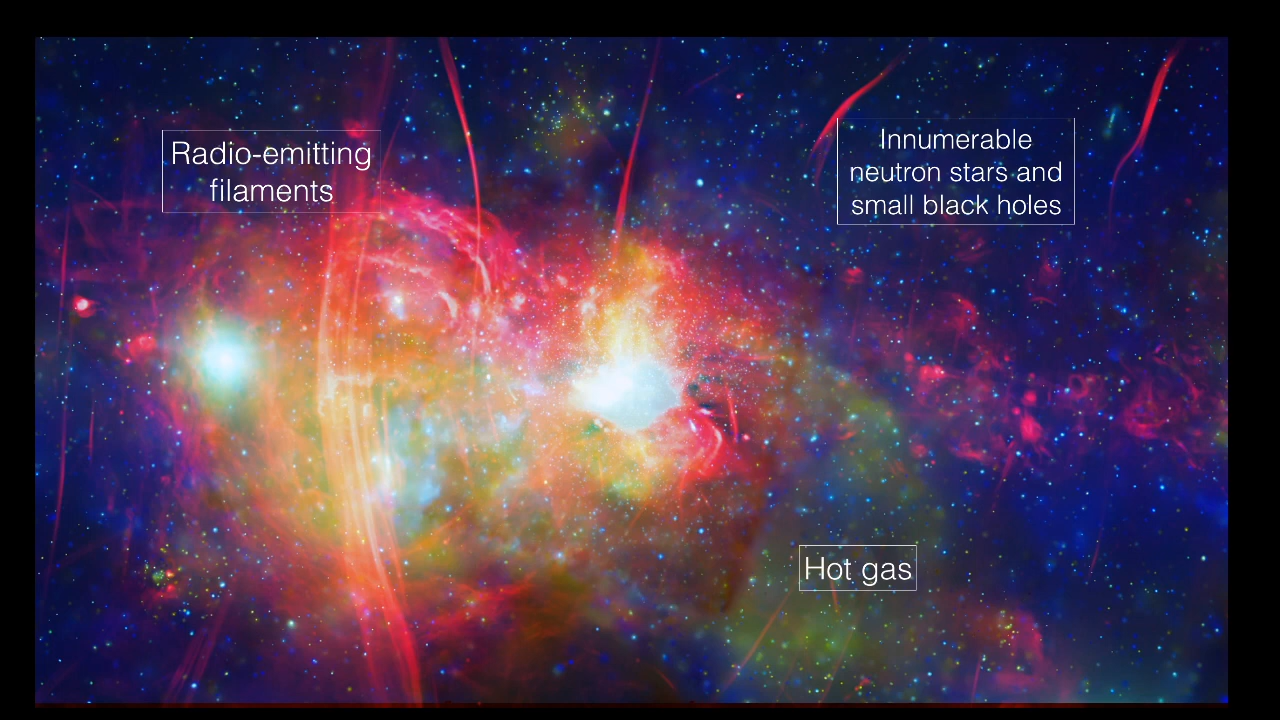 Radio-emitting
filaments
Innumerable
neutron stars and
small black holes
Hot gas